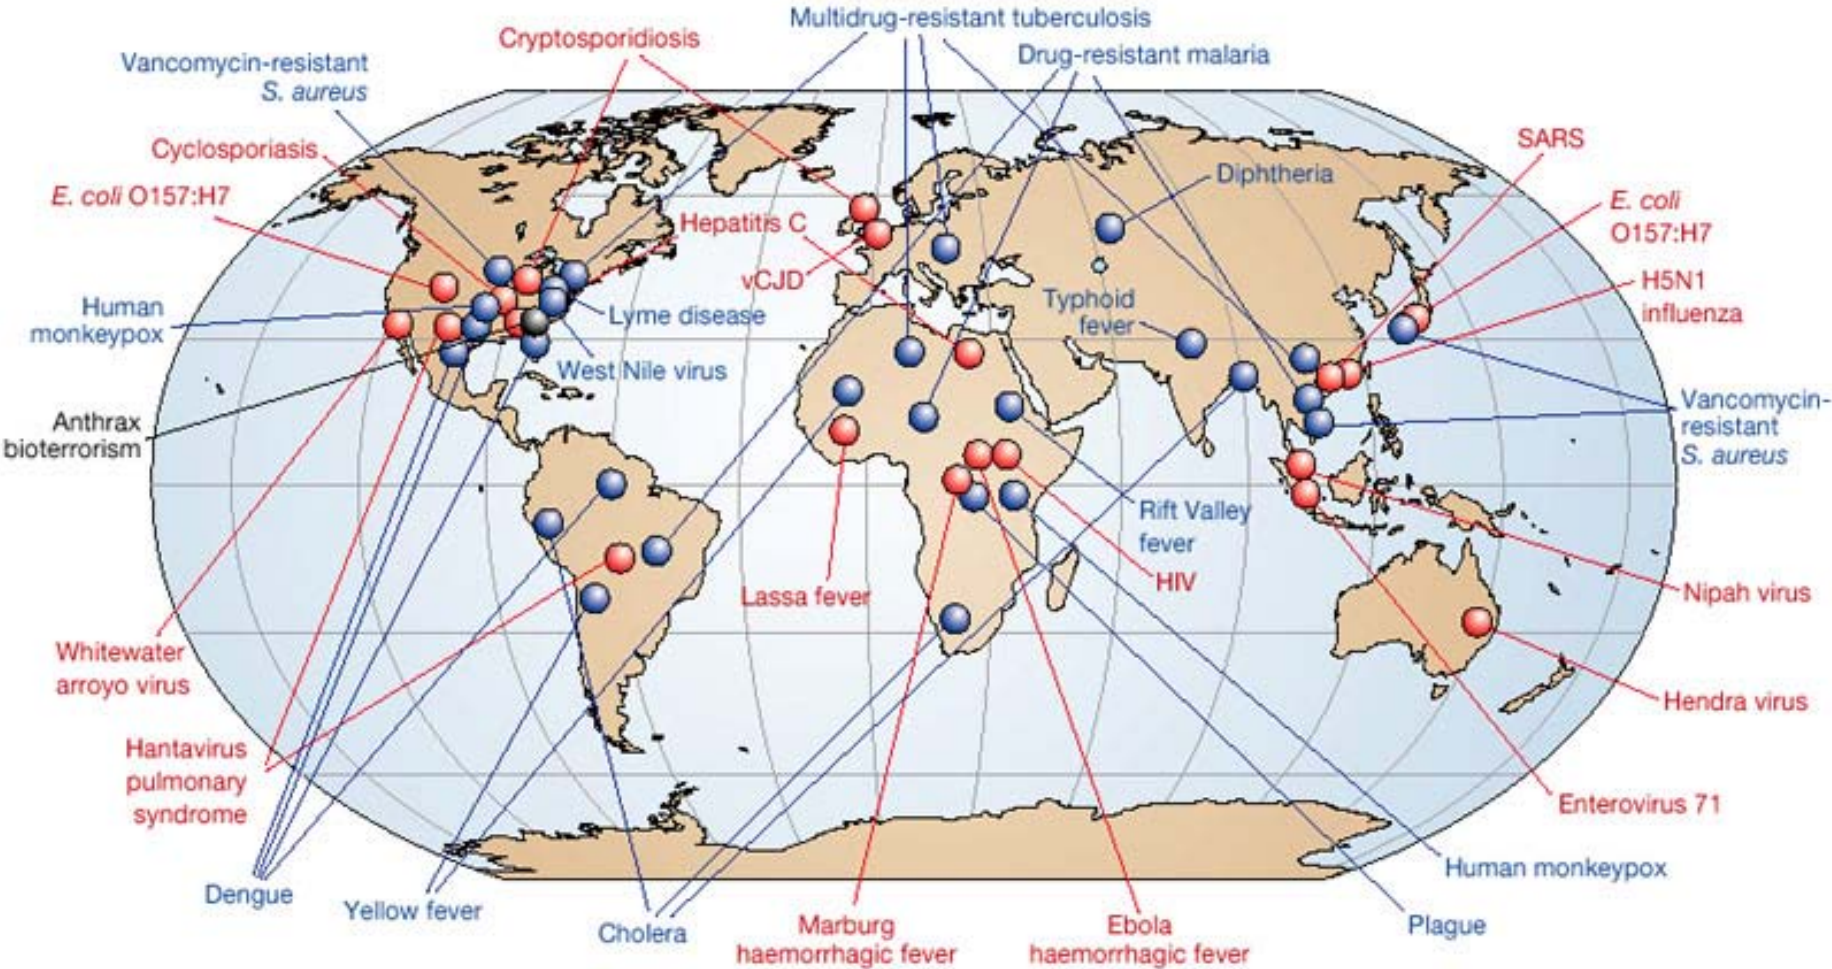 Multidrug-resistant tuberculosis
Cryptosporidiosis
Drug-resistant malaria
Vancomycin-resistant
S. aureus
Cyclosporiasis
SARS
Diphtheria
E. coli O157:H7
E. coli
O157:H7
Hepatitis C
vCJD
H5N1
influenza
Human
monkeypox
Lyme disease
Typhoid
fever
West Nile virus
Anthrax
bioterrorism
Vancomycin-
resistant
S. aureus
Rift Valley
fever
HIV
Lassa fever
Nipah virus
Whitewater
arroyo virus
Hendra virus
Hantavirus
pulmonary
syndrome
Enterovirus 71
Human monkeypox
Dengue
Yellow fever
Cholera
Marburg
haemorrhagic fever
Ebola
haemorrhagic fever
Plague